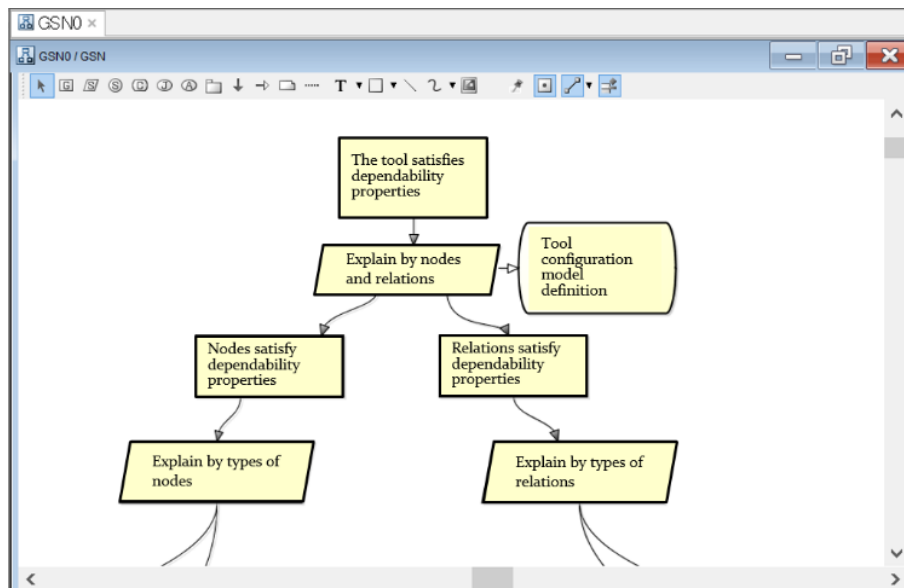 GSN0
GSN0 / GSN
G S S C J A T
The tool satisfies
dependability
properties
Explain by nodes
and relations
Tool
configuration
model
definition
Nodes satisfy
dependability
properties
Relations satisfy
dependability
properties
Explain by types of
nodes
Explain by types of
relations